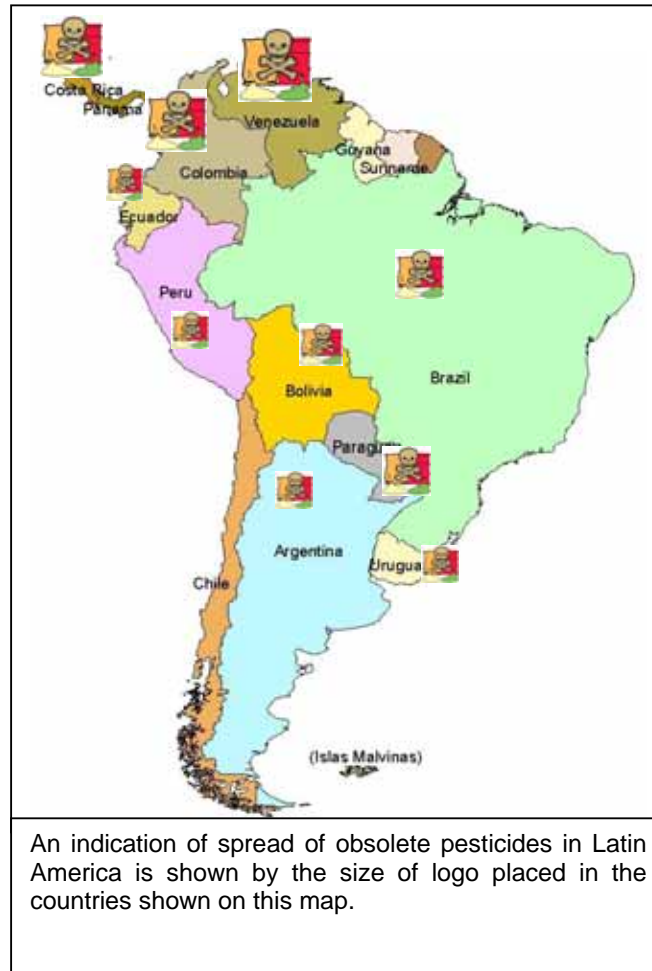 Costa Rica
Panama
Venezuela
Guyana
Suriname
Colombia
Ecuador
Peru
Brazil
Bolivia
Paraguay
Argentina
Urugua
Chile
(Islas Malvinas)
An indication of spread of obsolete pesticides in Latin
America is shown by the size of logo placed in the
countries shown on this map.